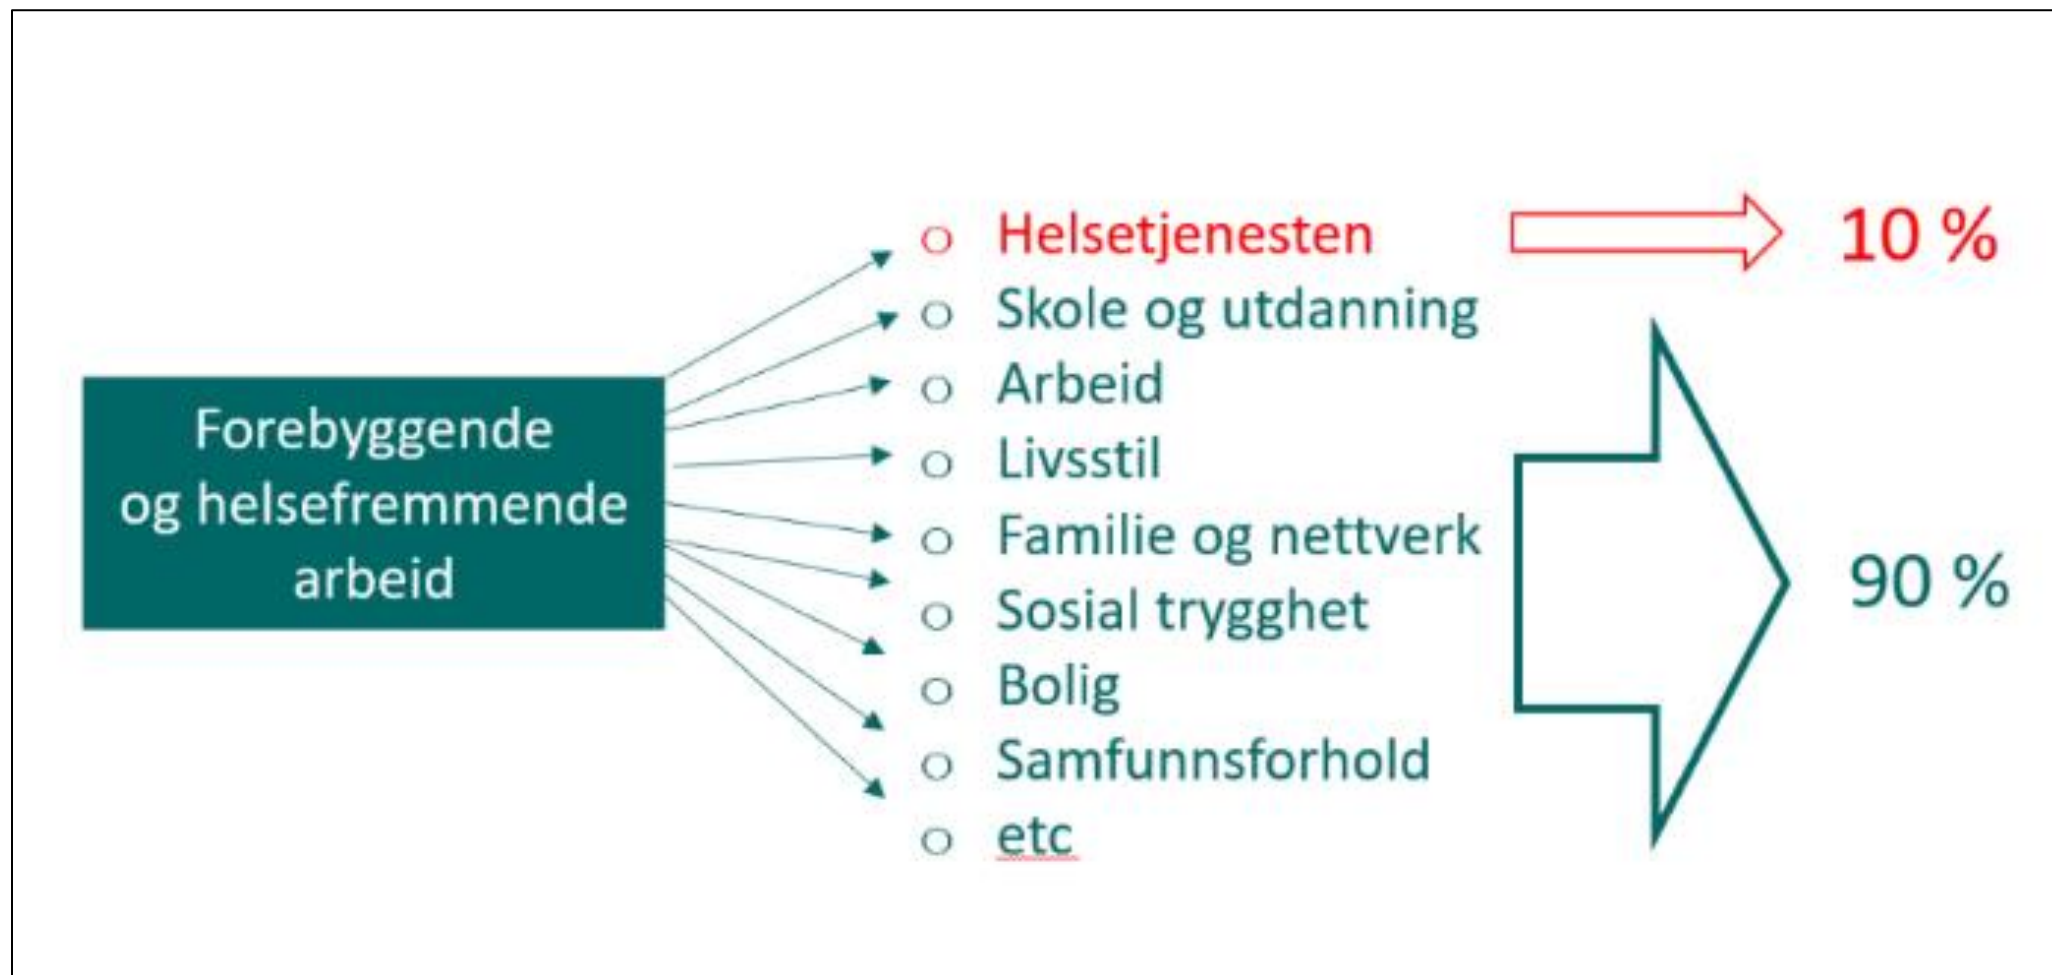 Forebyggende
og helsefremmende
arbeid
Helsetjenesten
10 %
Skole og utdanning
Arbeid
Livsstil
Familie og nettverk
Sosial trygghet
Bolig
Samfunnsforhold
etc
90 %